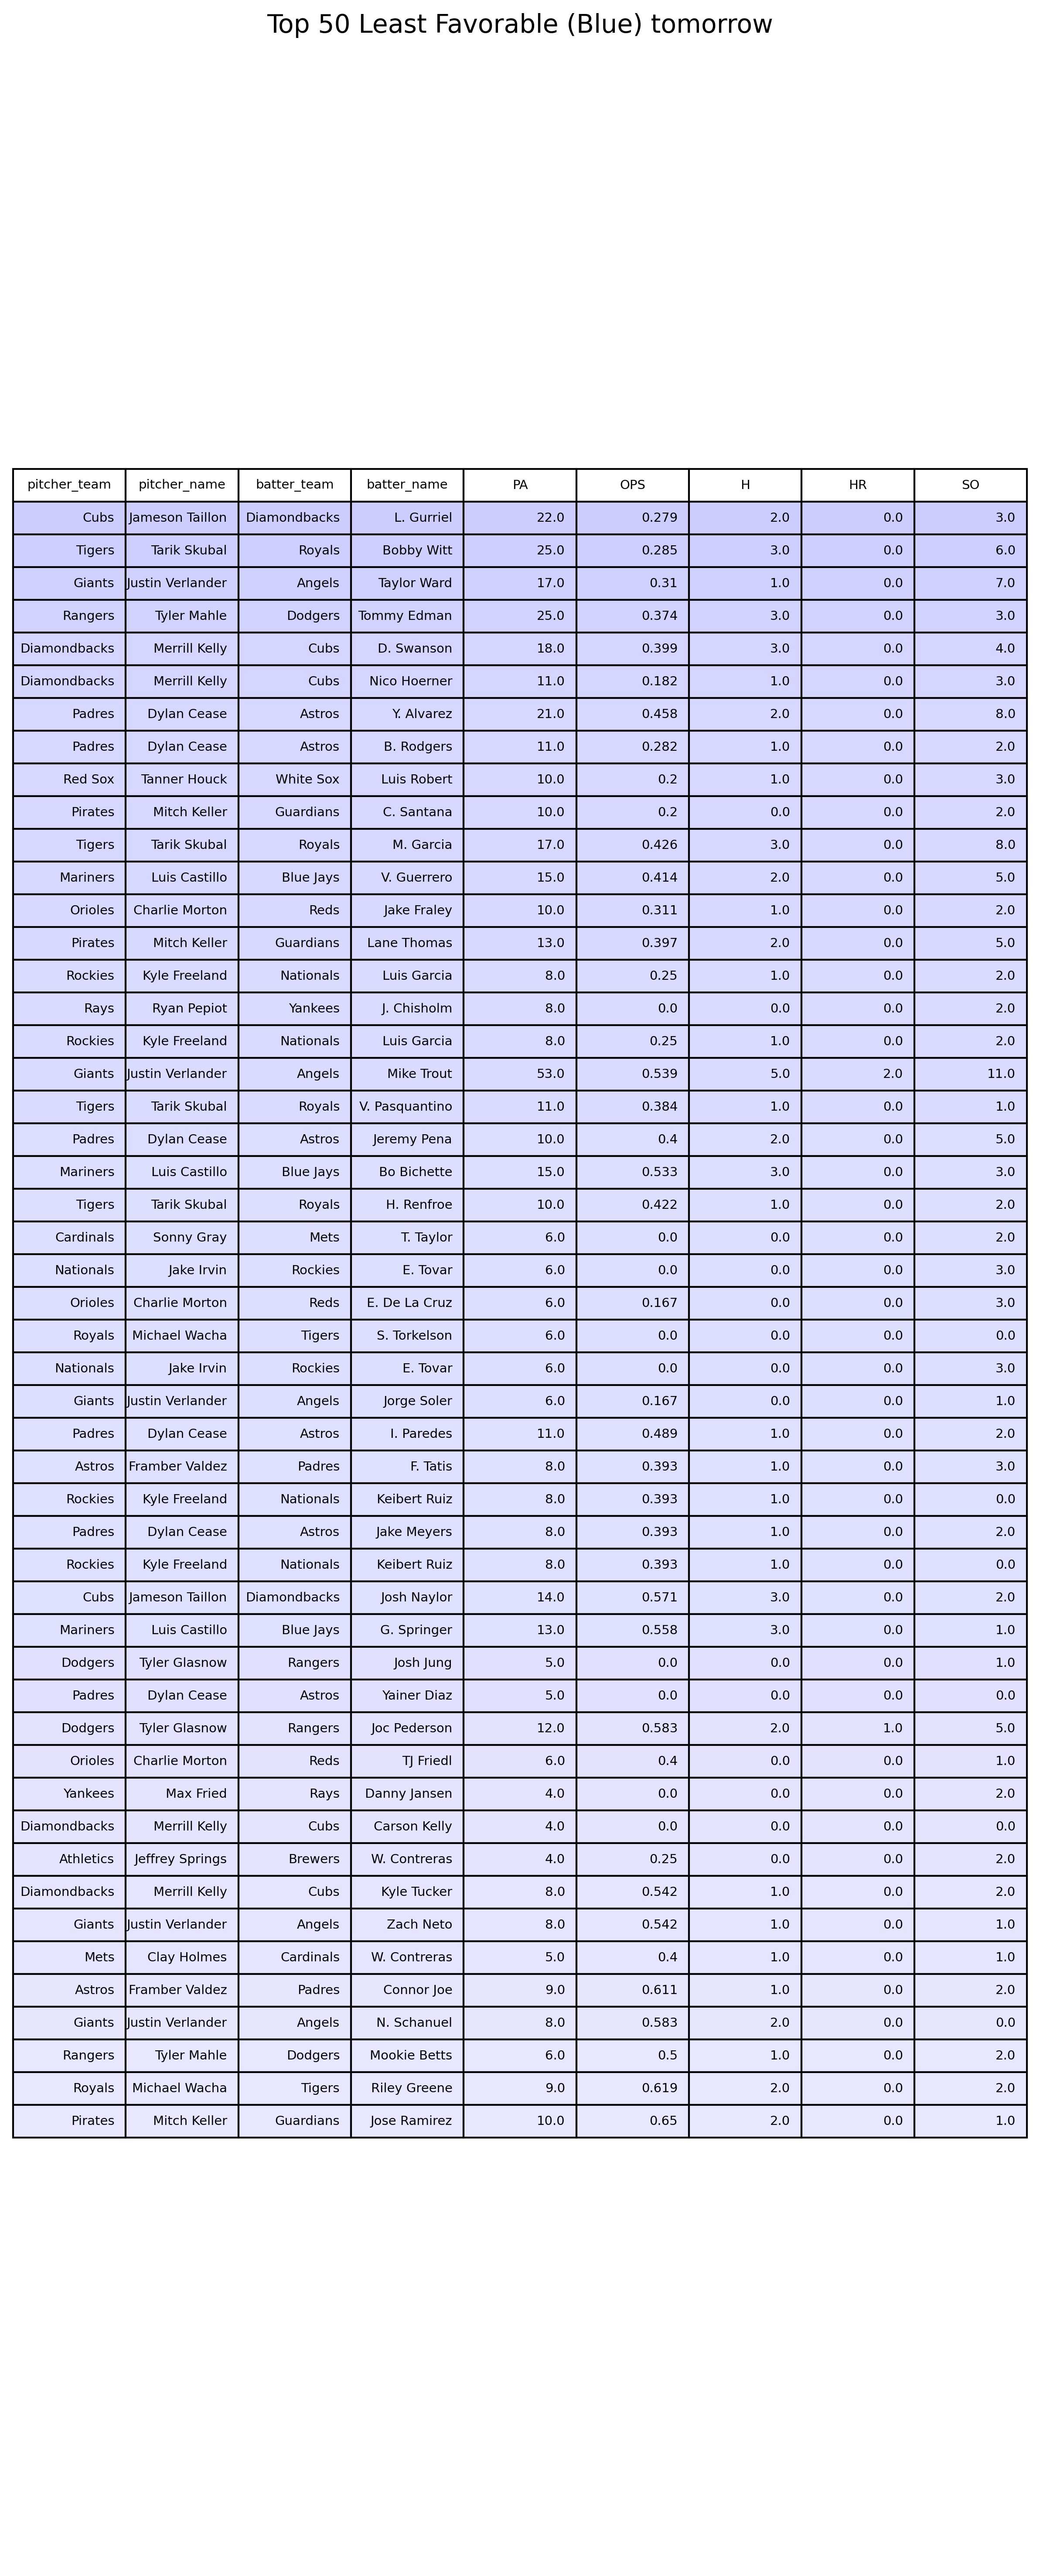 Top 50 Least Favorable (Blue) tomorrow
pitcher_team pitcher_name batter_team batter_name PA OPS H HR SO
Cubs Jameson Taillon Diamondbacks L. Gurriel 22.0 0.279 2.0 0.0 3.0
Tigers Tarik Skubal Royals Bobby Witt 25.0 0.285 3.0 0.0 6.0
Giants Justin Verlander Angels Taylor Ward 17.0 0.31 1.0 0.0 7.0
Rangers Tyler Mahle Dodgers Tommy Edman 25.0 0.374 3.0 0.0 3.0
Diamondbacks Merrill Kelly Cubs D. Swanson 18.0 0.399 3.0 0.0 4.0
Diamondbacks Merrill Kelly Cubs Nico Hoerner 11.0 0.182 1.0 0.0 3.0
Padres Dylan Cease Astros Y. Alvarez 21.0 0.458 2.0 0.0 8.0
Padres Dylan Cease Astros B. Rodgers 11.0 0.282 1.0 0.0 2.0
Red Sox Tanner Houck White Sox Luis Robert 10.0 0.2 1.0 0.0 3.0
Pirates Mitch Keller Guardians C. Santana 10.0 0.2 0.0 0.0 2.0
Tigers Tarik Skubal Royals M. Garcia 17.0 0.426 3.0 0.0 8.0
Mariners Luis Castillo Blue Jays V. Guerrero 15.0 0.414 2.0 0.0 5.0
Orioles Charlie Morton Reds Jake Fraley 10.0 0.311 1.0 0.0 2.0
Pirates Mitch Keller Guardians Lane Thomas 13.0 0.397 2.0 0.0 5.0
Rockies Kyle Freeland Nationals Luis Garcia 8.0 0.25 1.0 0.0 2.0
Rays Ryan Pepiot Yankees J. Chisholm 8.0 0.0 0.0 0.0 2.0
Rockies Kyle Freeland Nationals Luis Garcia 8.0 0.25 1.0 0.0 2.0
Giants Justin Verlander Angels Mike Trout 53.0 0.539 5.0 2.0 11.0
Tigers Tarik Skubal Royals V. Pasquantino 11.0 0.384 1.0 0.0 1.0
Padres Dylan Cease Astros Jeremy Pena 10.0 0.4 2.0 0.0 5.0
Mariners Luis Castillo Blue Jays Bo Bichette 15.0 0.533 3.0 0.0 3.0
Tigers Tarik Skubal Royals H. Renfroe 10.0 0.422 1.0 0.0 2.0
Cardinals Sonny Gray Mets T. Taylor 6.0 0.0 0.0 0.0 2.0
Nationals Jake Irvin Rockies E. Tovar 6.0 0.0 0.0 0.0 3.0
Orioles Charlie Morton Reds E. De La Cruz 6.0 0.167 0.0 0.0 3.0
Royals Michael Wacha Tigers S. Torkelson 6.0 0.0 0.0 0.0 0.0
Nationals Jake Irvin Rockies E. Tovar 6.0 0.0 0.0 0.0 3.0
Giants Justin Verlander Angels Jorge Soler 6.0 0.167 0.0 0.0 1.0
Padres Dylan Cease Astros I. Paredes 11.0 0.489 1.0 0.0 2.0
Astros Framber Valdez Padres F. Tatis 8.0 0.393 1.0 0.0 3.0
Rockies Kyle Freeland Nationals Keibert Ruiz 8.0 0.393 1.0 0.0 0.0
Padres Dylan Cease Astros Jake Meyers 8.0 0.393 1.0 0.0 2.0
Rockies Kyle Freeland Nationals Keibert Ruiz 8.0 0.393 1.0 0.0 0.0
Cubs Jameson Taillon Diamondbacks Josh Naylor 14.0 0.571 3.0 0.0 2.0
Mariners Luis Castillo Blue Jays G. Springer 13.0 0.558 3.0 0.0 1.0
Dodgers Tyler Glasnow Rangers Josh Jung 5.0 0.0 0.0 0.0 1.0
Padres Dylan Cease Astros Yainer Diaz 5.0 0.0 0.0 0.0 0.0
Dodgers Tyler Glasnow Rangers Joc Pederson 12.0 0.583 2.0 1.0 5.0
Orioles Charlie Morton Reds TJ Friedl 6.0 0.4 0.0 0.0 1.0
Yankees Max Fried Rays Danny Jansen 4.0 0.0 0.0 0.0 2.0
Diamondbacks Merrill Kelly Cubs Carson Kelly 4.0 0.0 0.0 0.0 0.0
Athletics Jeffrey Springs Brewers W. Contreras 4.0 0.25 0.0 0.0 2.0
Diamondbacks Merrill Kelly Cubs Kyle Tucker 8.0 0.542 1.0 0.0 2.0
Giants Justin Verlander Angels Zach Neto 8.0 0.542 1.0 0.0 1.0
Mets Clay Holmes Cardinals W. Contreras 5.0 0.4 1.0 0.0 1.0
Astros Framber Valdez Padres Connor Joe 9.0 0.611 1.0 0.0 2.0
Giants Justin Verlander Angels N. Schanuel 8.0 0.583 2.0 0.0 0.0
Rangers Tyler Mahle Dodgers Mookie Betts 6.0 0.5 1.0 0.0 2.0
Royals Michael Wacha Tigers Riley Greene 9.0 0.619 2.0 0.0 2.0
Pirates Mitch Keller Guardians Jose Ramirez 10.0 0.65 2.0 0.0 1.0